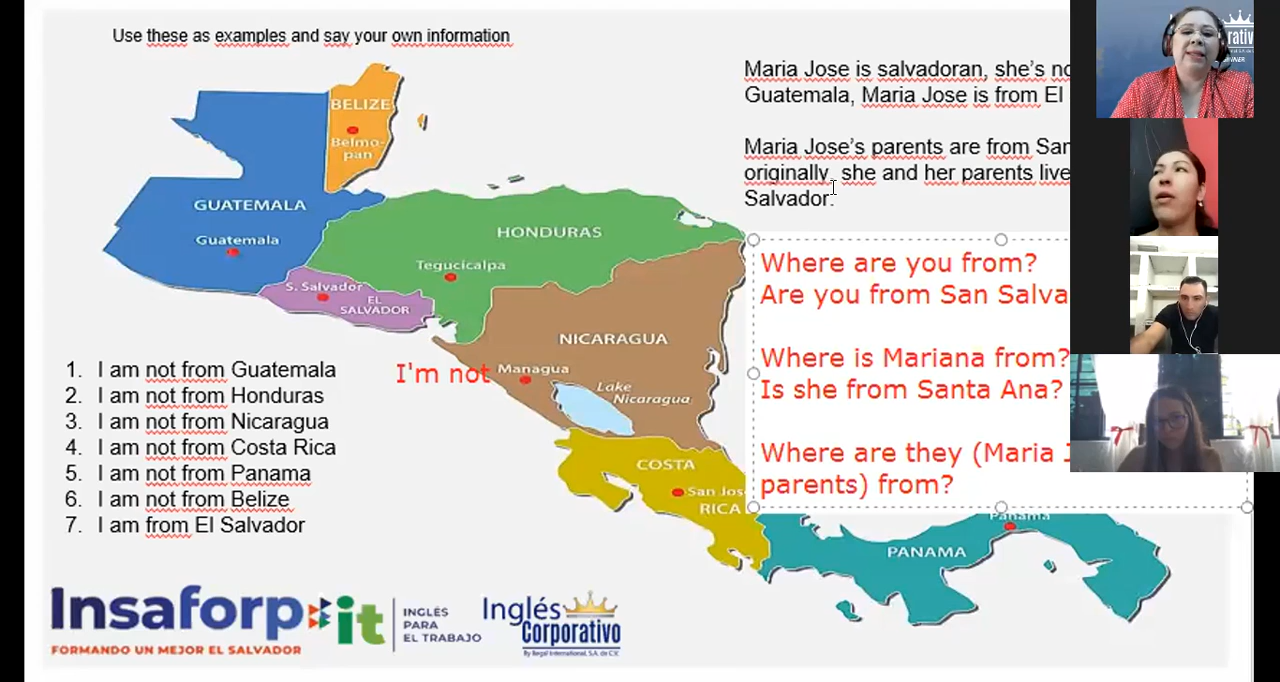 Use these as examples and say your own information
Maria Jose is salvadoran, she's
Guatemala, Maria Jose is from El
Maria Jose's parents are from
originally, she and her parents live
Salvador.
BELIZE
Belmo-
pan
GUATEMALA
Guatemala
HONDURAS
Tegucicalpa
S. Salvador
EL
SALVADOR
NICARAGUA
Managua
Lake
Nicaragua
COSTA
San José
RICA
Panama
PANAMA
Where are you from?
Are you from San
Where is Mariana from?
Is she from Santa Ana?
Where are they (Maria
parents) from?
1. I am not from Guatemala
2. I am not from Honduras
3. I am not from Nicaragua
4. I am not from Costa Rica
5. I am not from Panama
6. I am not from Belize
7. I am from El Salvador
I'm not
Insaforp it
FORMANDO UN MEJOR EL SALVADOR
INGLÉS
PARA
EL TRABAJO
Inglés
Corporativo